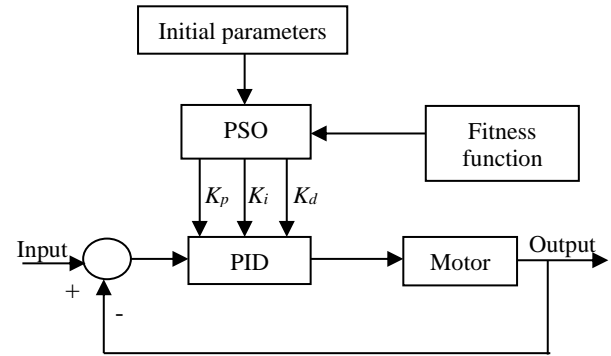 Initial parameters
PSO
Fitness
function
Kp Ki Kd
Input
PID
Motor
Output
+
-